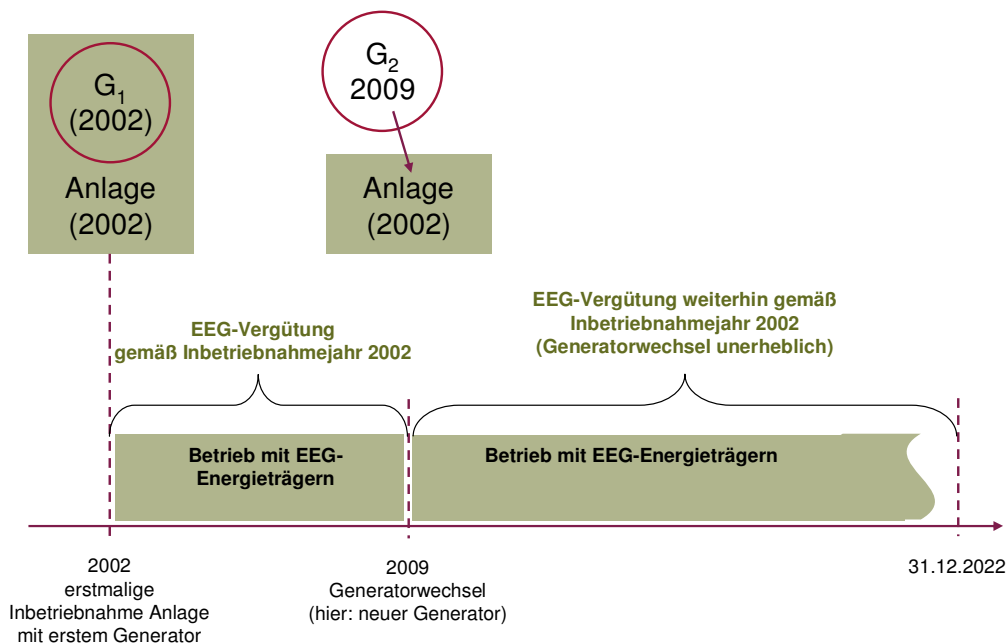 G1
(2002)
Anlage
(2002)
G2
2009
Anlage
(2002)
EEG-Vergütung
gemäß Inbetriebnahmejahr 2002
EEG-Vergütung weiterhin gemäß
Inbetriebnahmejahr 2002
(Generatorwechsel unerheblich)
Betrieb mit EEG-
Energieträgern
Betrieb mit EEG-Energieträgern
2002
erstmalige
Inbetriebnahme Anlage
mit erstem Generator
2009
Generatorwechsel
(hier: neuer Generator)
31.12.2022